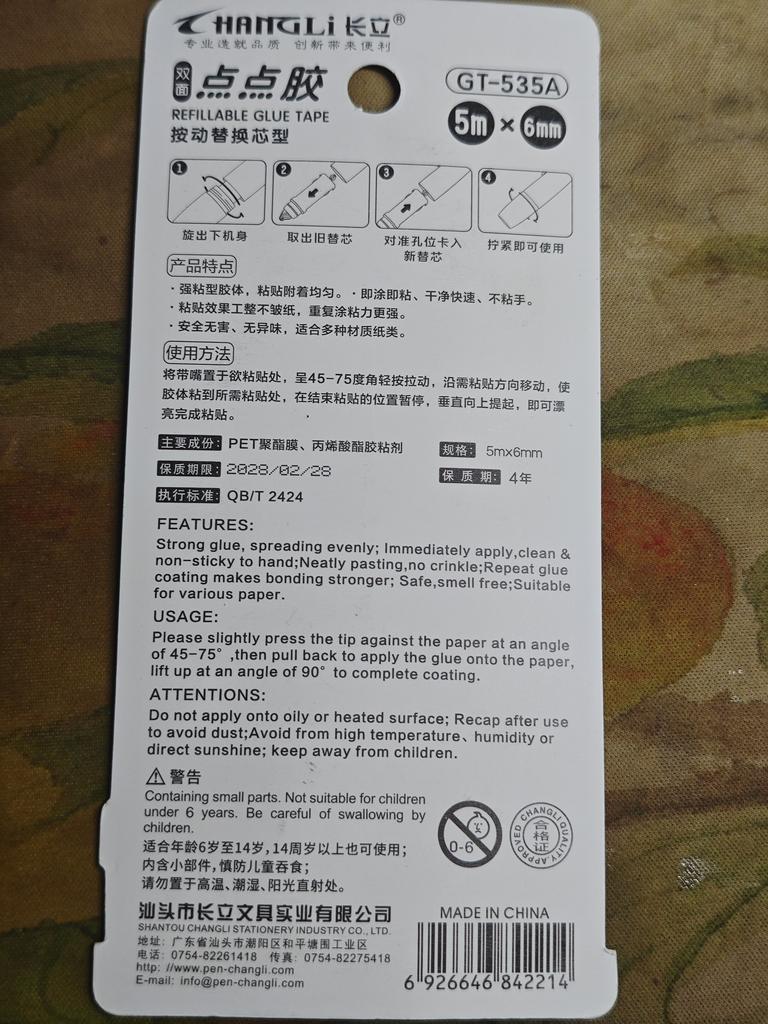 CHANGLi 长立®
专业造就品质 创新带来便利
双面 点点胶
GT-535A
REFILLABLE GLUE TAPE
5m × 6mm
按动替换芯型
1 2 3 4
旋出下机身
取出旧替芯
对准孔位卡入
新替芯
拧紧即可使用
产品特点
·强粘型胶体，粘贴附着均匀。·即涂即粘、干净快速、不粘手。
·粘贴效果工整不皱纸，重复涂粘力更强。
·安全无害、无异味，适合多种材质纸类。
使用方法
将带嘴置于欲粘贴处，呈45-75度角轻按拉动，沿需粘贴方向移动，使
胶体粘到所需粘贴处，在结束粘贴的位置暂停，垂直向上提起，即可漂
亮完成粘贴。
主要成份: PET聚酯膜、丙烯酸酯胶粘剂
规格: 5mx6mm
保质期限: 2028/02/28
保质期: 4年
执行标准: QB/T 2424
FEATURES:
Strong glue, spreading evenly; Immediately apply,clean &
non-sticky to hand;Neatly pasting,no crinkle;Repeat glue
coating makes bonding stronger; Safe,smell free;Suitable
for various paper.
USAGE:
Please slightly press the tip against the paper at an angle
of 45-75° ,then pull back to apply the glue onto the paper,
lift up at an angle of 90° to complete coating.
ATTENTIONS:
Do not apply onto oily or heated surface; Recap after use
to avoid dust;Avoid from high temperature、humidity or
direct sunshine; keep away from children.
警告
Containing small parts. Not suitable for children
under 6 years. Be careful of swallowing by
children.
适合年龄6岁至14岁,14周岁以上也可使用;
内含小部件,慎防儿童吞食;
请勿置于高温、潮湿、阳光直射处。
0-6
CHANGLI QUALITY APPROVED
合格证
汕头市长立文具实业有限公司
SHANTOU CHANGLI STATIONERY INDUSTRY CO., LTD.
地址: 广东省汕头市潮阳区和平塘围工业区
电话: 0754-82261418 传真: 0754-82275418
http: //www.pen-changli.com
E-mail: info@pen-changli.com
MADE IN CHINA
6 926646 842214